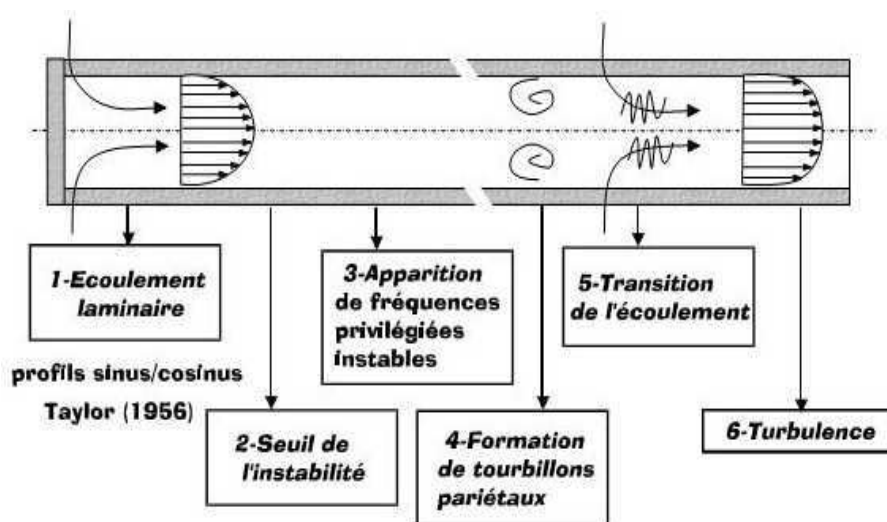 1-Ecoulement
laminaire
profils sinus/cosinus
Taylor (1956)
2-Seuil de
l'instabilité
3-Apparition
de fréquences
privilégiées
instables
4-Formation
de tourbillons
pariétaux
5-Transition
de l'écoulement
6-Turbulence